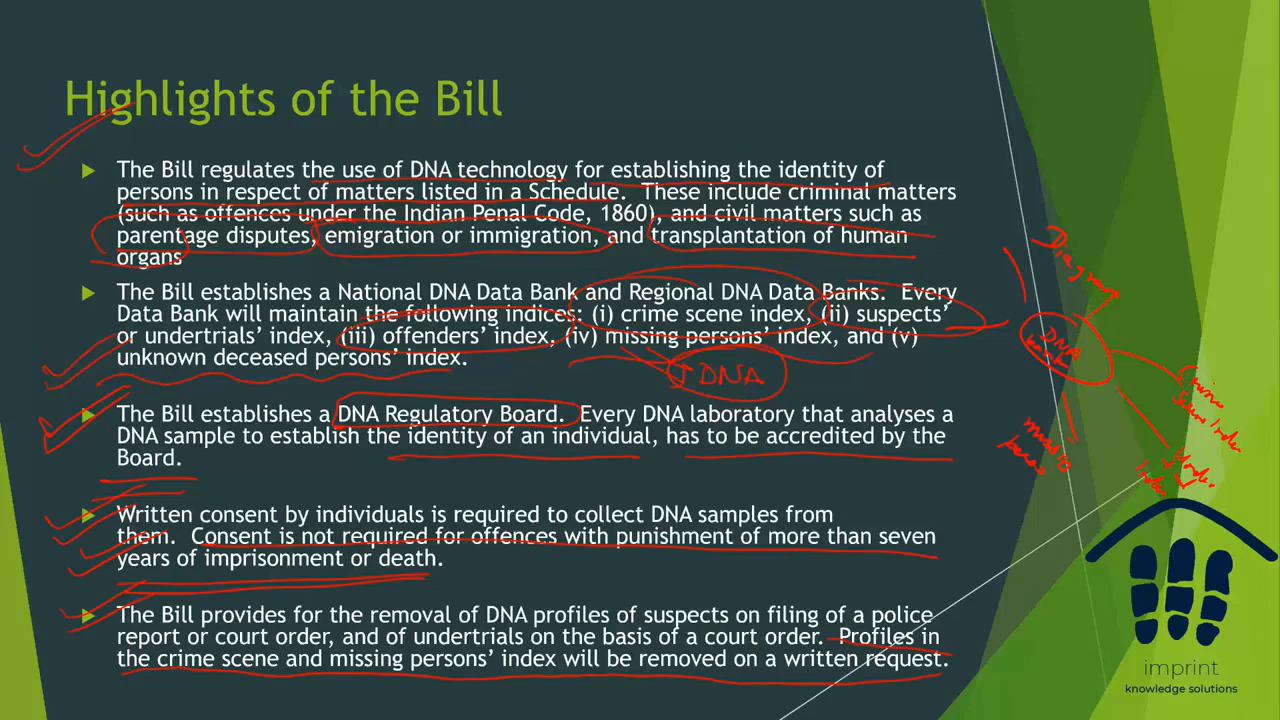 Highlights of the Bill
The Bill regulates the use of DNA technology for establishing the identity of
persons in respect of matters listed in a Schedule. These include criminal matters
(such as offences under the Indian Penal Code, 1860), and civil matters such as
parentage disputes, emigration or immigration, and transplantation of human
organs
The Bill establishes a National DNA Data Bank and Regional DNA Data Banks. Every
Data Bank will maintain the following indices: (i) crime scene index, (ii) suspects'
or undertrials' index, (iii) offenders' index, (iv) missing persons' index, and (v)
unknown deceased persons' index.
DNA
The Bill establishes a DNA Regulatory Board. Every DNA laboratory that analyses a
DNA sample to establish the identity of an individual, has to be accredited by the
Board.
Written consent by individuals is required to collect DNA samples from
them. Consent is not required for offences with punishment of more than seven
years of imprisonment or death.
The Bill provides for the removal of DNA profiles of suspects on filing of a police
report or court order, and of undertrials on the basis of a court order. Profiles in
the crime scene and missing persons' index will be removed on a written request.
DNA
bank
Scene Index
Index
imprint
knowledge solutions